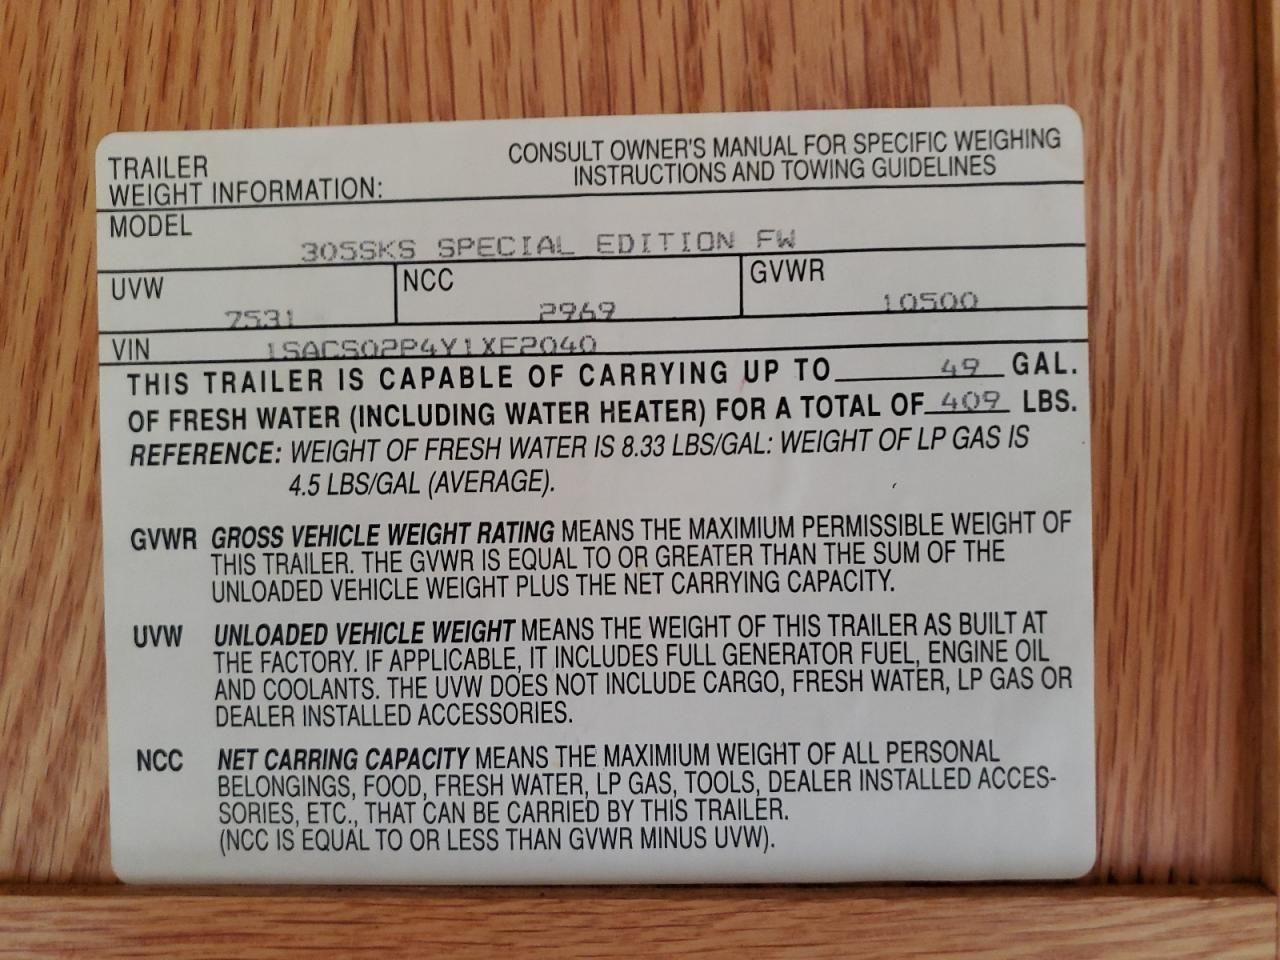 TRAILER
WEIGHT INFORMATION:
CONSULT OWNER'S MANUAL FOR SPECIFIC WEIGHING
INSTRUCTIONS AND TOWING GUIDELINES
MODEL
305SKS SPECIAL EDITION FW
UVW
7531
NCC
2969
GVWR
10500
VIN
THIS TRAILER IS CAPABLE OF CARRYING UP TO 49 GAL.
OF FRESH WATER (INCLUDING WATER HEATER) FOR A TOTAL OF 409 LBS.
REFERENCE: WEIGHT OF FRESH WATER IS 8.33 LBS/GAL: WEIGHT OF LP GAS IS
4.5 LBS/GAL (AVERAGE).
GVWR GROSS VEHICLE WEIGHT RATING MEANS THE MAXIMUM PERMISSIBLE WEIGHT OF
THIS TRAILER. THE GVWR IS EQUAL TO OR GREATER THAN THE SUM OF THE
UNLOADED VEHICLE WEIGHT PLUS THE NET CARRYING CAPACITY.
UVW UNLOADED VEHICLE WEIGHT MEANS THE WEIGHT OF THIS TRAILER AS BUILT AT
THE FACTORY. IF APPLICABLE, IT INCLUDES FULL GENERATOR FUEL, ENGINE OIL
AND COOLANTS. THE UVW DOES NOT INCLUDE CARGO, FRESH WATER, LP GAS OR
DEALER INSTALLED ACCESSORIES.
NCC NET CARRING CAPACITY MEANS THE MAXIMUM WEIGHT OF ALL PERSONAL
BELONGINGS, FOOD, FRESH WATER, LP GAS, TOOLS, DEALER INSTALLED ACCES-
SORIES, ETC., THAT CAN BE CARRIED BY THIS TRAILER.
(NCC IS EQUAL TO OR LESS THAN GVWR MINUS UVW).